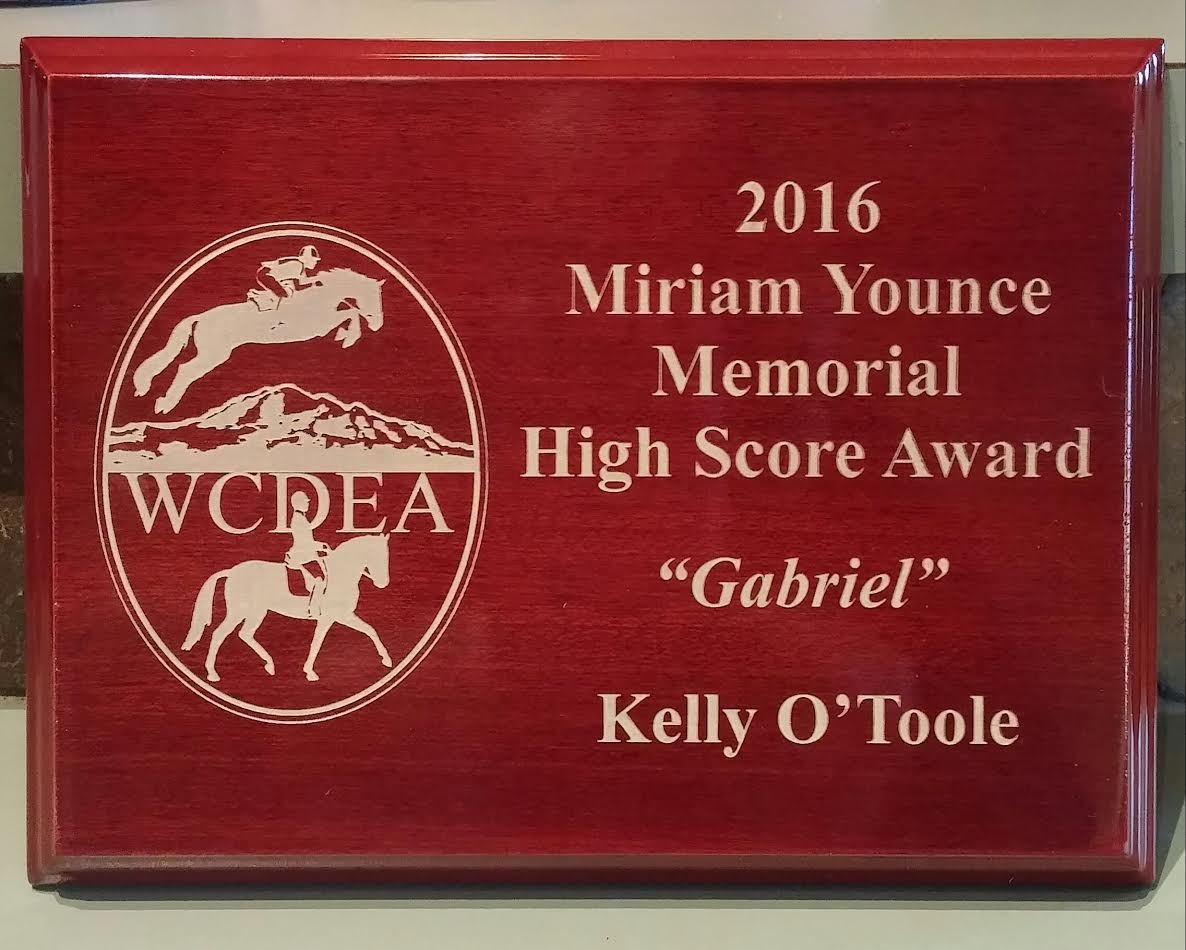 WCDEA
2016
Miriam Younce
Memorial
High Score Award
“Gabriel”
Kelly O’Toole